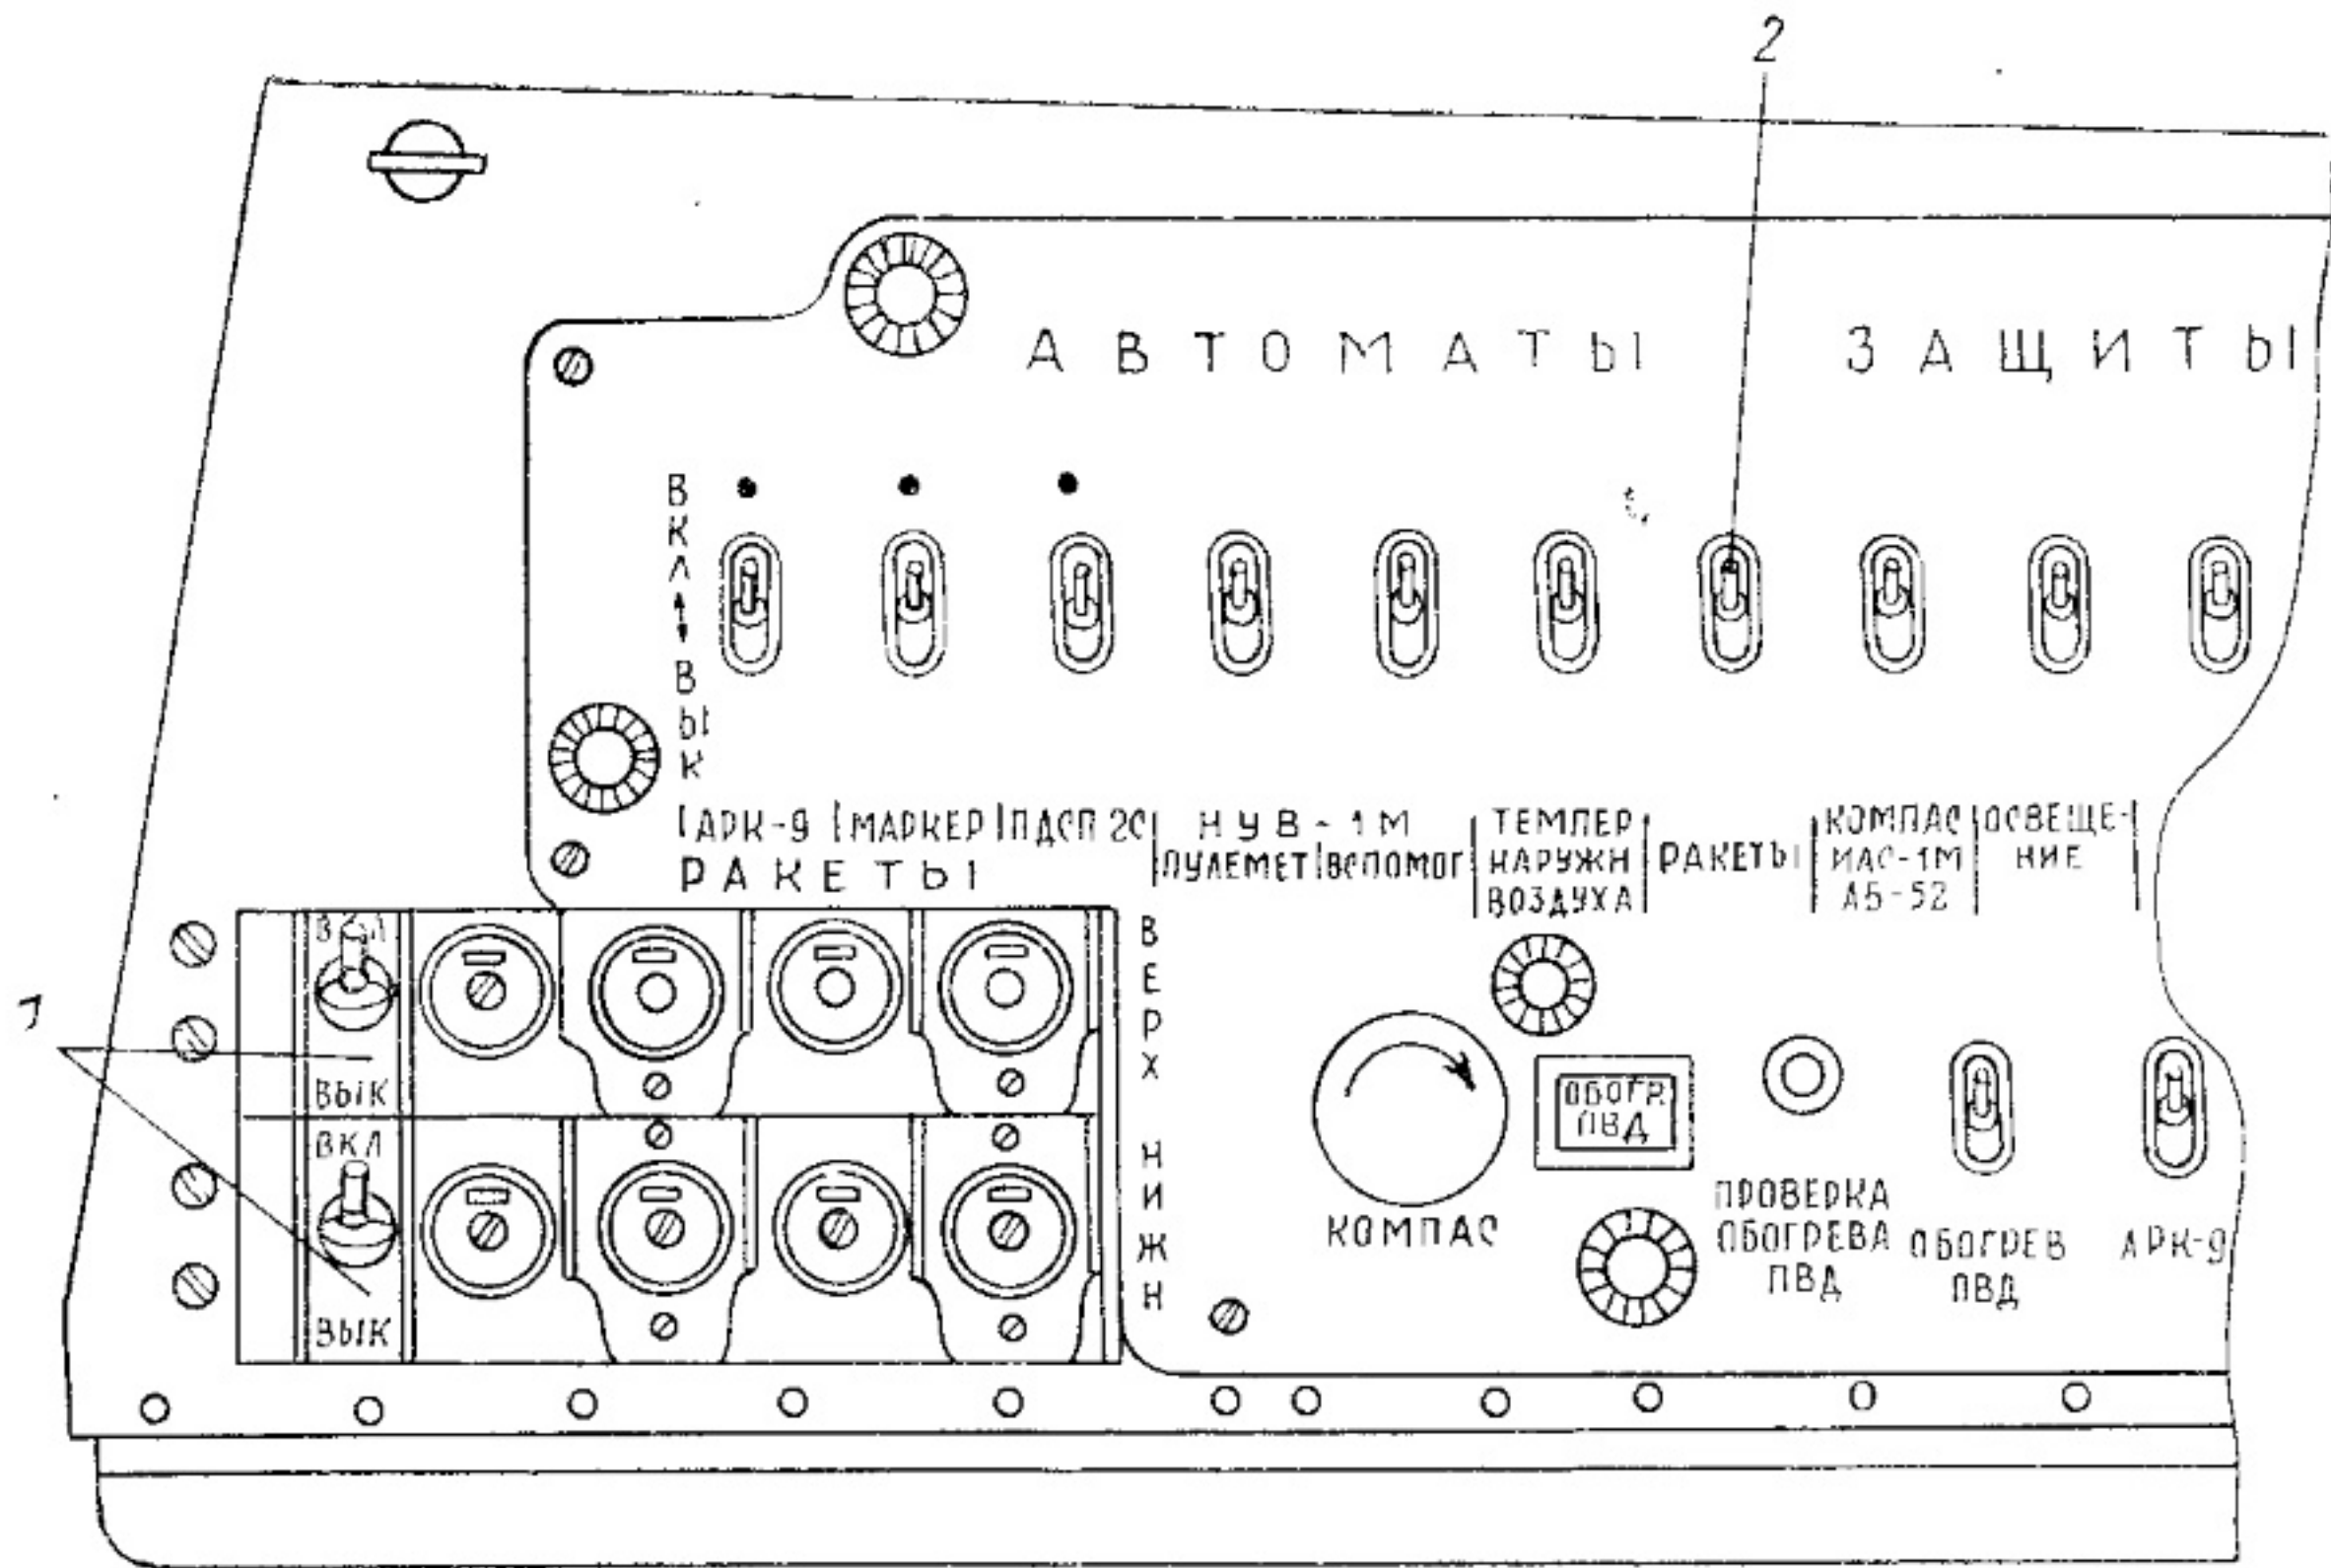 2
АВТОМАТЫ ЗАЩИТЫ
ВКЛ
ВЫК
АРК-9
МАРКЕР
ПДСП 2С
РАКЕТЫ
НУВ-1М
ПУЛЕМЕТ
ВСПОМОГ
ТЕМПЕР
НАРУЖН
ВОЗДУХА
РАКЕТЫ
КОМПАС
ИАС-1М
АБ-52
ОСВЕЩЕ-
НИЕ
1
ВКЛ
ВЫК
ВКЛ
ВЫК
ВЕРХ
НИЖН
КОМПАС
ОБОГР
ПВД
ПРОВЕРКА
ОБОГРЕВА
ПВД
ОБОГРЕВ
ПВД
АРК-9